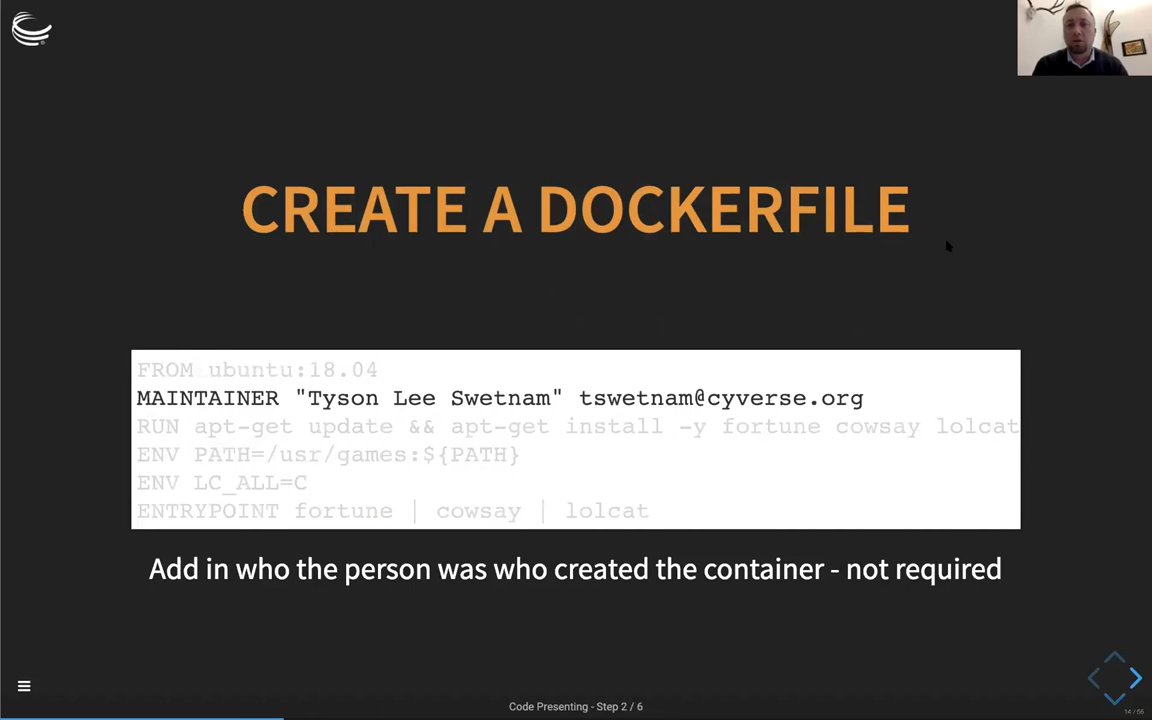 CREATE A DOCKERFILE
FROM ubuntu:18.04
MAINTAINER "Tyson Lee Swetnam" tswetnam@cyverse.org
RUN apt-get update && apt-get install -y fortune cowsay lolcat
ENV PATH=/usr/games:${PATH}
ENV LC_ALL=C
ENTRYPOINT fortune | cowsay | lolcat
Add in who the person was who created the container - not required
Code Presenting - Step 2 / 6
14 / 56